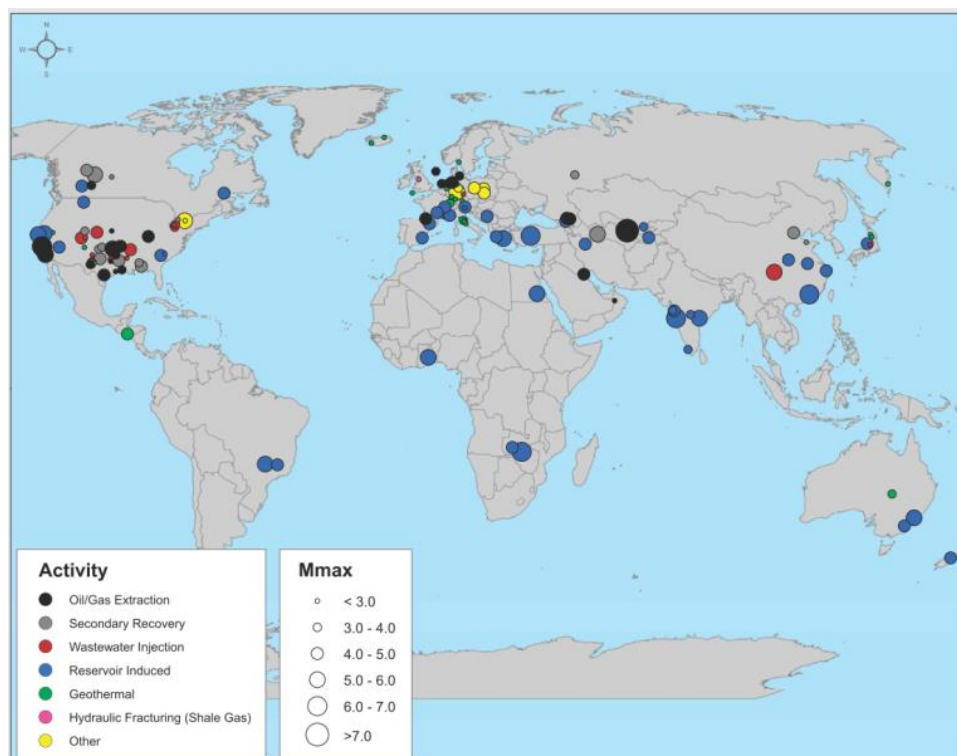 N
W E
S
Activity
Oil/Gas Extraction
Secondary Recovery
Wastewater Injection
Reservoir Induced
Geothermal
Hydraulic Fracturing (Shale Gas)
Other
Mmax
< 3.0
3.0 - 4.0
4.0 - 5.0
5.0 - 6.0
6.0 - 7.0
>7.0